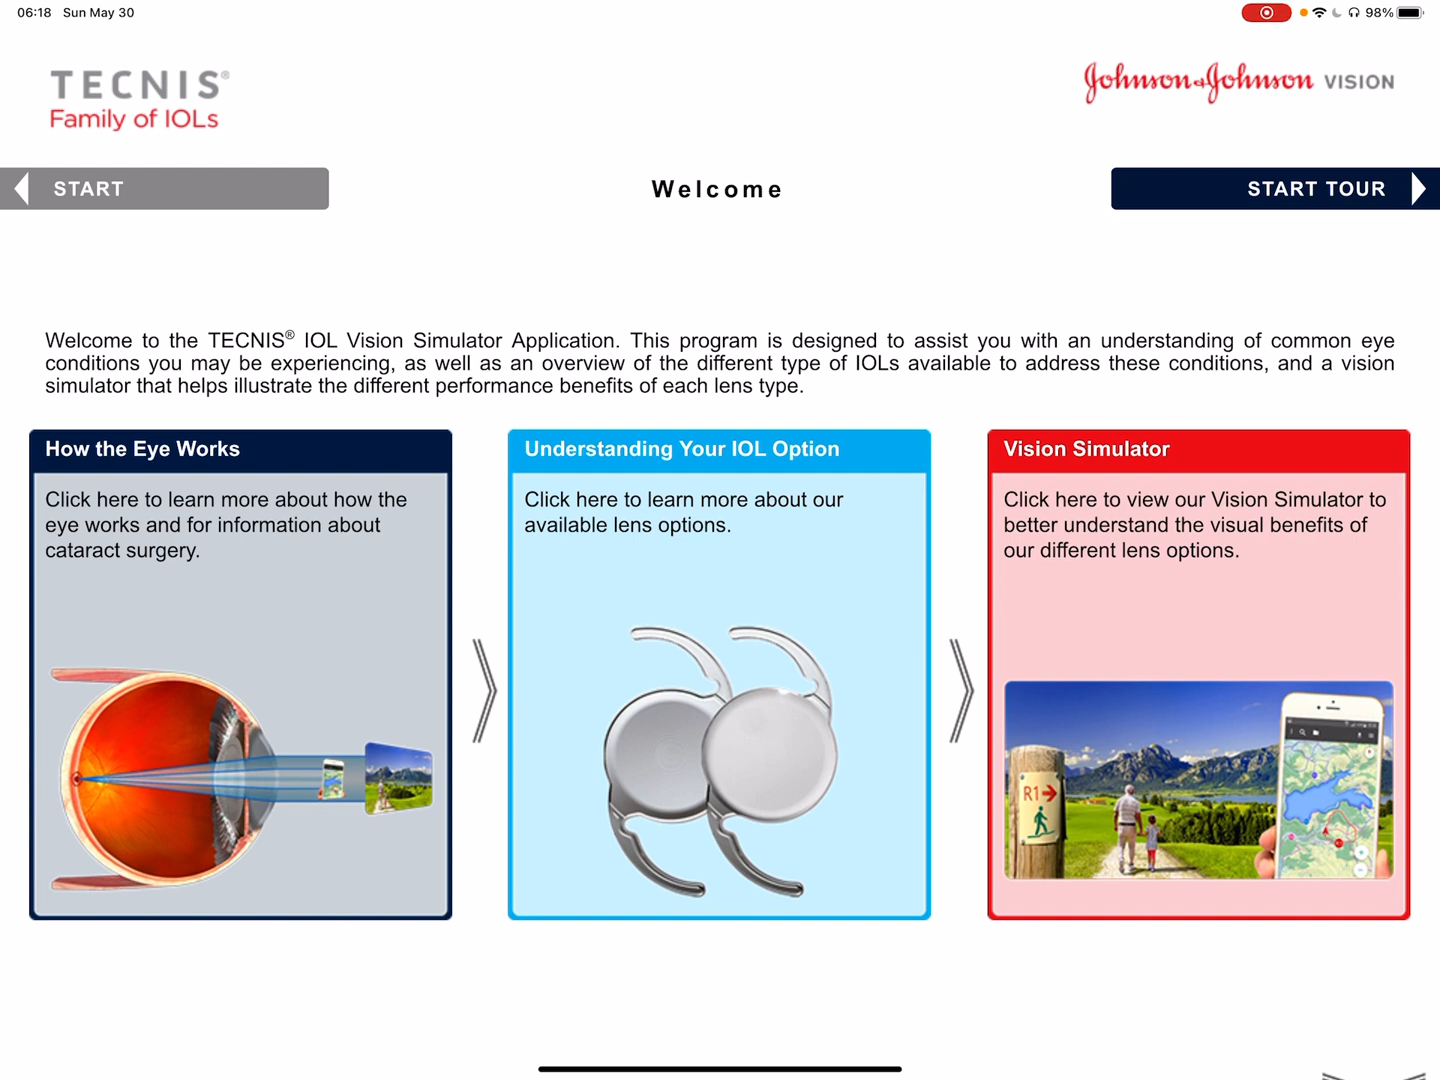 06:18 Sun May 30
98%
TECNIS®
Family of IOLs
Johnson & Johnson VISION
START
Welcome
START TOUR
Welcome to the TECNIS® IOL Vision Simulator Application. This program is designed to assist you with an understanding of common eye
conditions you may be experiencing, as well as an overview of the different type of IOLs available to address these conditions, and a vision
simulator that helps illustrate the different performance benefits of each lens type.
How the Eye Works
Click here to learn more about how the
eye works and for information about
cataract surgery.
Understanding Your IOL Option
Click here to learn more about our
available lens options.
Vision Simulator
Click here to view our Vision Simulator to
better understand the visual benefits of
our different lens options.
R1